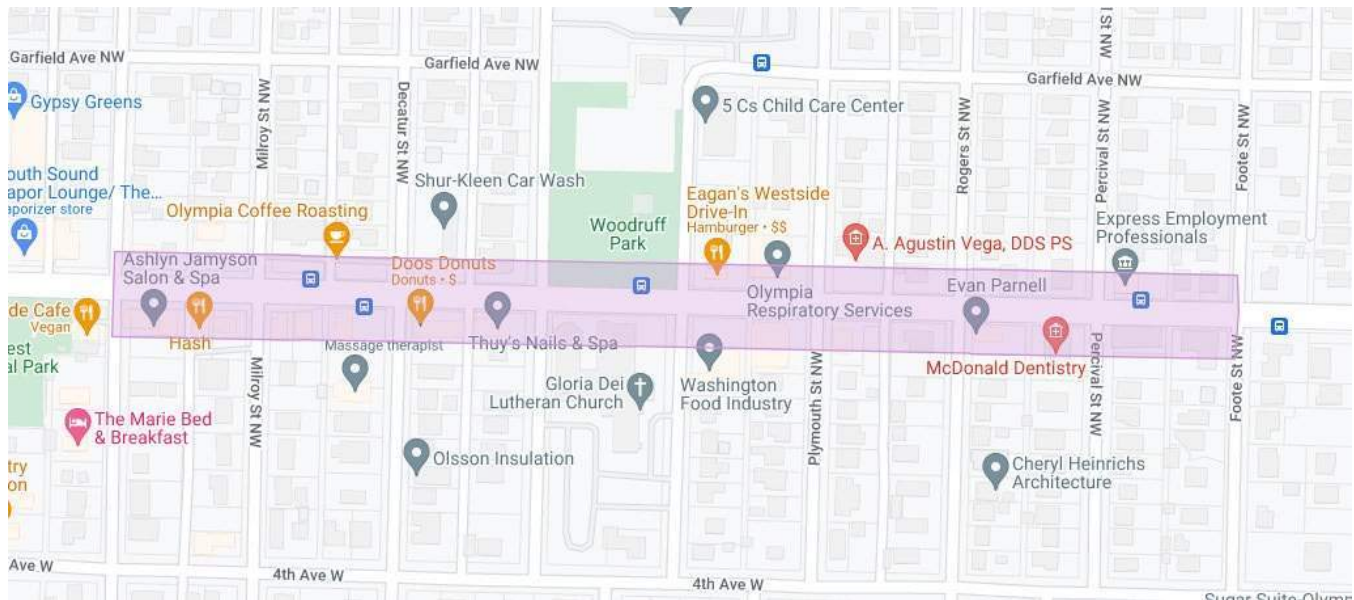 Garfield Ave NW
Garfield Ave NW
Garfield Ave NW
Gypsy Greens
5 Cs Child Care Center
Milroy St NW
Decatur St NW
Rogers St NW
Percival St NW
l St NW
Foote St NW
outh Sound
apor Lounge/ The...
aporizer store
Shur-Kleen Car Wash
Olympia Coffee Roasting
Woodruff
Park
Eagan's Westside
Drive-In
Hamburger • $$
A. Agustin Vega, DDS PS
Express Employment
Professionals
Ashlyn Jamyson
Salon & Spa
Doos Donuts
Donuts • $
Olympia
Respiratory Services
Evan Parnell
de Cafe
Vegan
Hash
Massage therapist
Thuy's Nails & Spa
est
al Park
Gloria Dei
Lutheran Church
Washington
Food Industry
McDonald Dentistry
Milroy St NW
Plymouth St NW
Percival St NW
Foote St NW
The Marie Bed
& Breakfast
Olsson Insulation
Cheryl Heinrichs
Architecture
try
on
Ave W
4th Ave W
4th Ave W